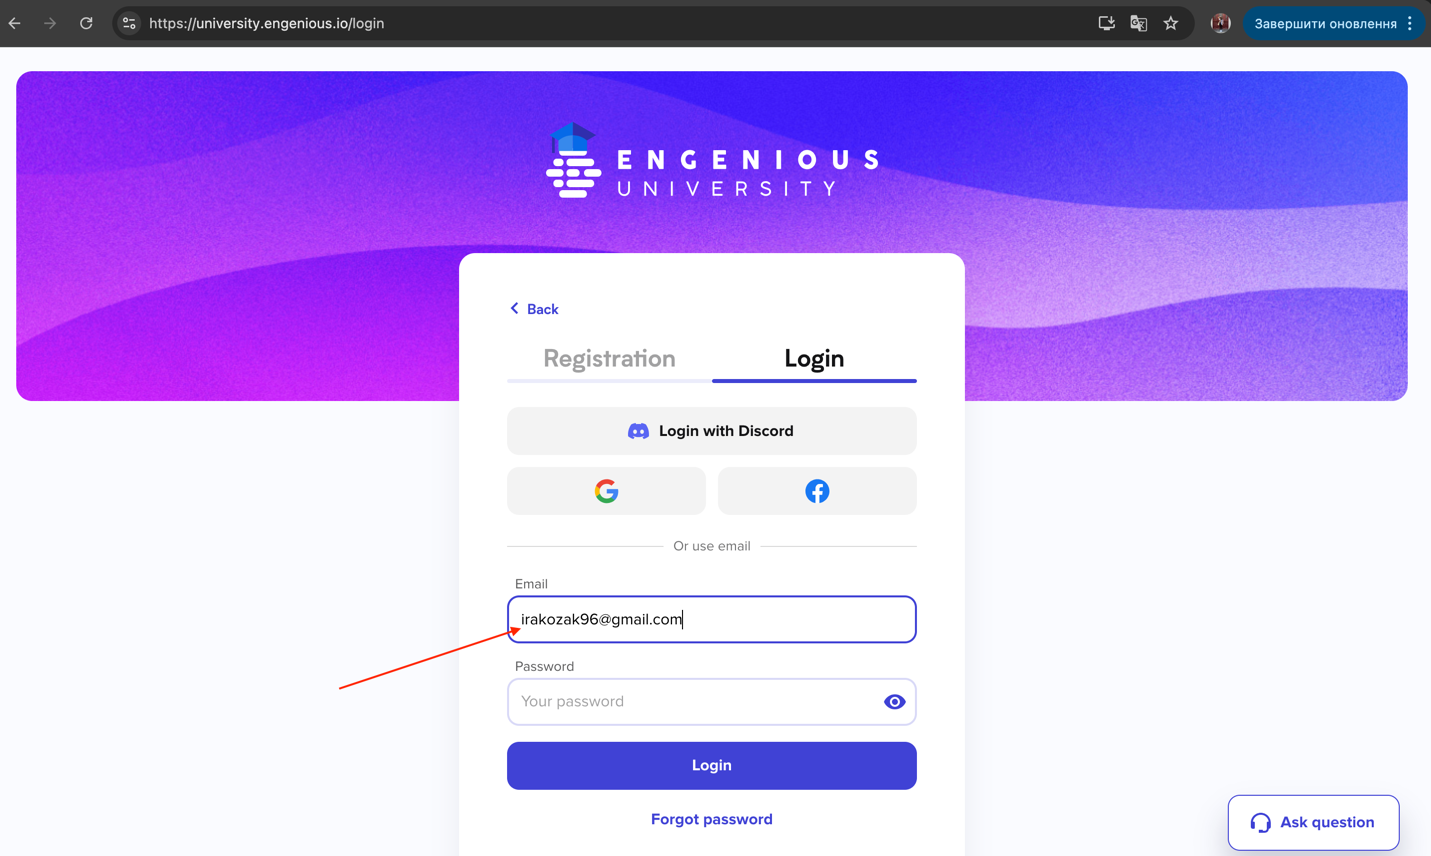 https://university.engenious.io/login
Завершити оновлення
ENGENIOUS
UNIVERSITY
Back
Registration
Login
Login with Discord
Or use email
Email
irakozak96@gmail.com
Password
Your password
Login
Forgot password
Ask question